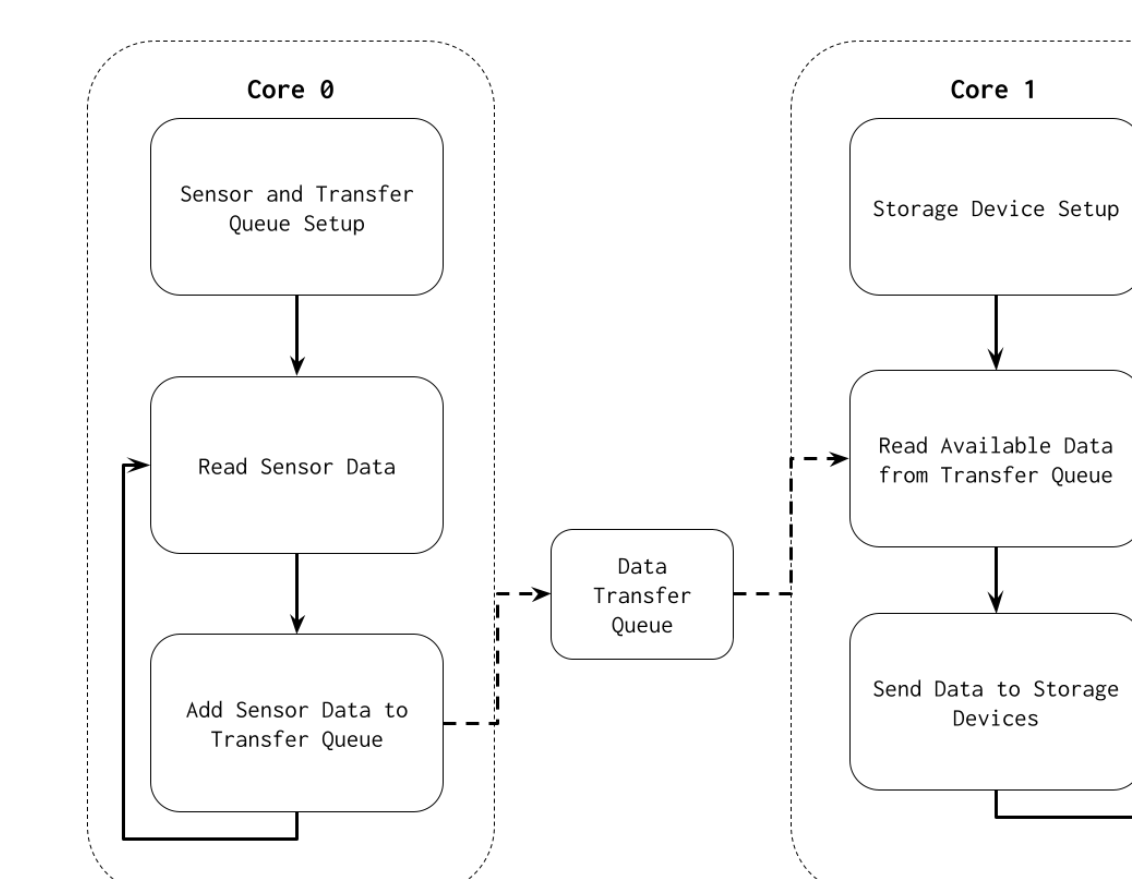 Core 0
Sensor and Transfer
Queue Setup
Read Sensor Data
Add Sensor Data to
Transfer Queue
Data
Transfer
Queue
Core 1
Storage Device Setup
Read Available Data
from Transfer Queue
Send Data to Storage
Devices